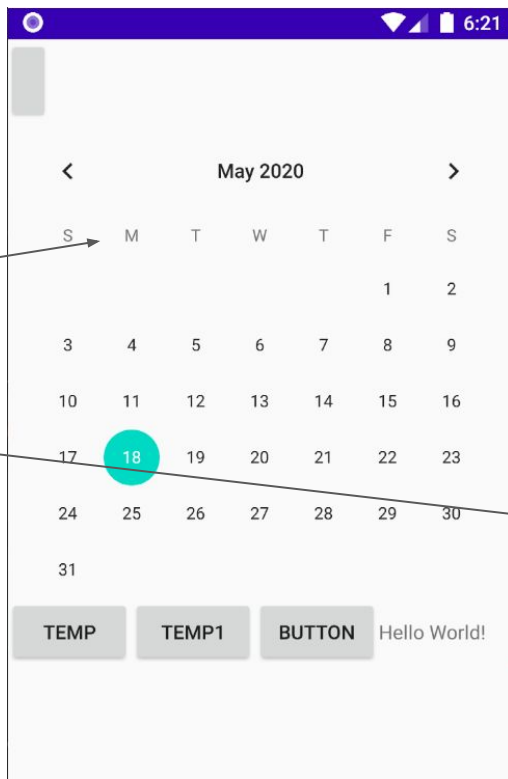 6:21
May 2020
S M T W T F S
1 2
3 4 5 6 7 8 9
10 11 12 13 14 15 16
17 18 19 20 21 22 23
24 25 26 27 28 29 30
31
TEMP TEMP1 BUTTON Hello World!